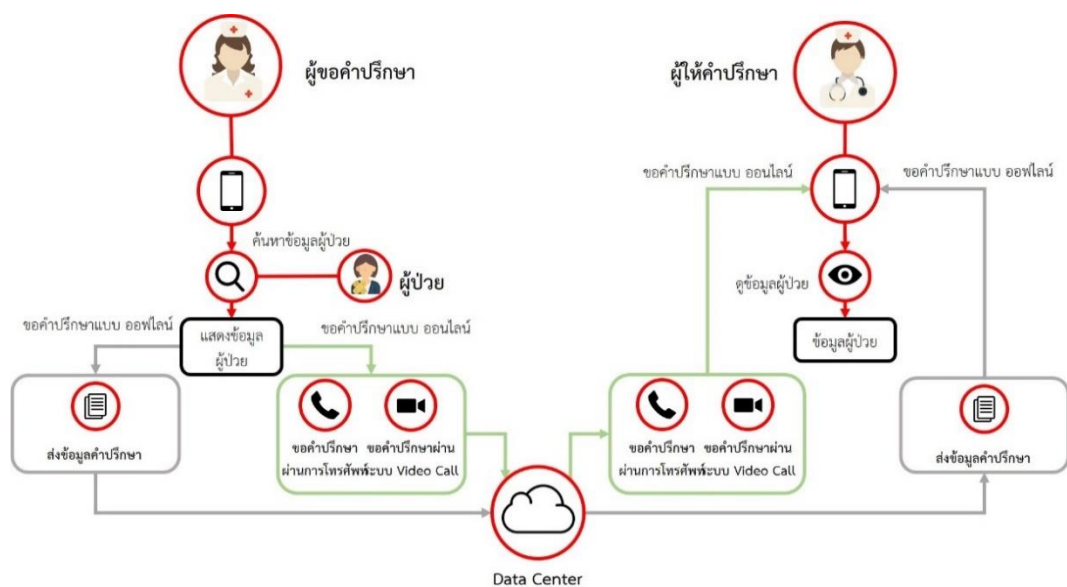 ผู้ขอคำปรึกษา
ผู้ให้คำปรึกษา
ขอคำปรึกษาแบบ ออนไลน์
ขอคำปรึกษาแบบ ออฟไลน์
ค้นหาข้อมูลผู้ป่วย
ผู้ป่วย
ดูข้อมูลผู้ป่วย
ขอคำปรึกษาแบบ ออฟไลน์
ขอคำปรึกษาแบบ ออนไลน์
แสดงข้อมูล
ผู้ป่วย
ข้อมูลผู้ป่วย
ส่งข้อมูลคำปรึกษา
ขอคำปรึกษา
ผ่านการโทรศัพท์
ขอคำปรึกษาผ่าน
ระบบ Video Call
ขอคำปรึกษา
ผ่านการโทรศัพท์
ขอคำปรึกษาผ่าน
ระบบ Video Call
ส่งข้อมูลคำปรึกษา
Data Center